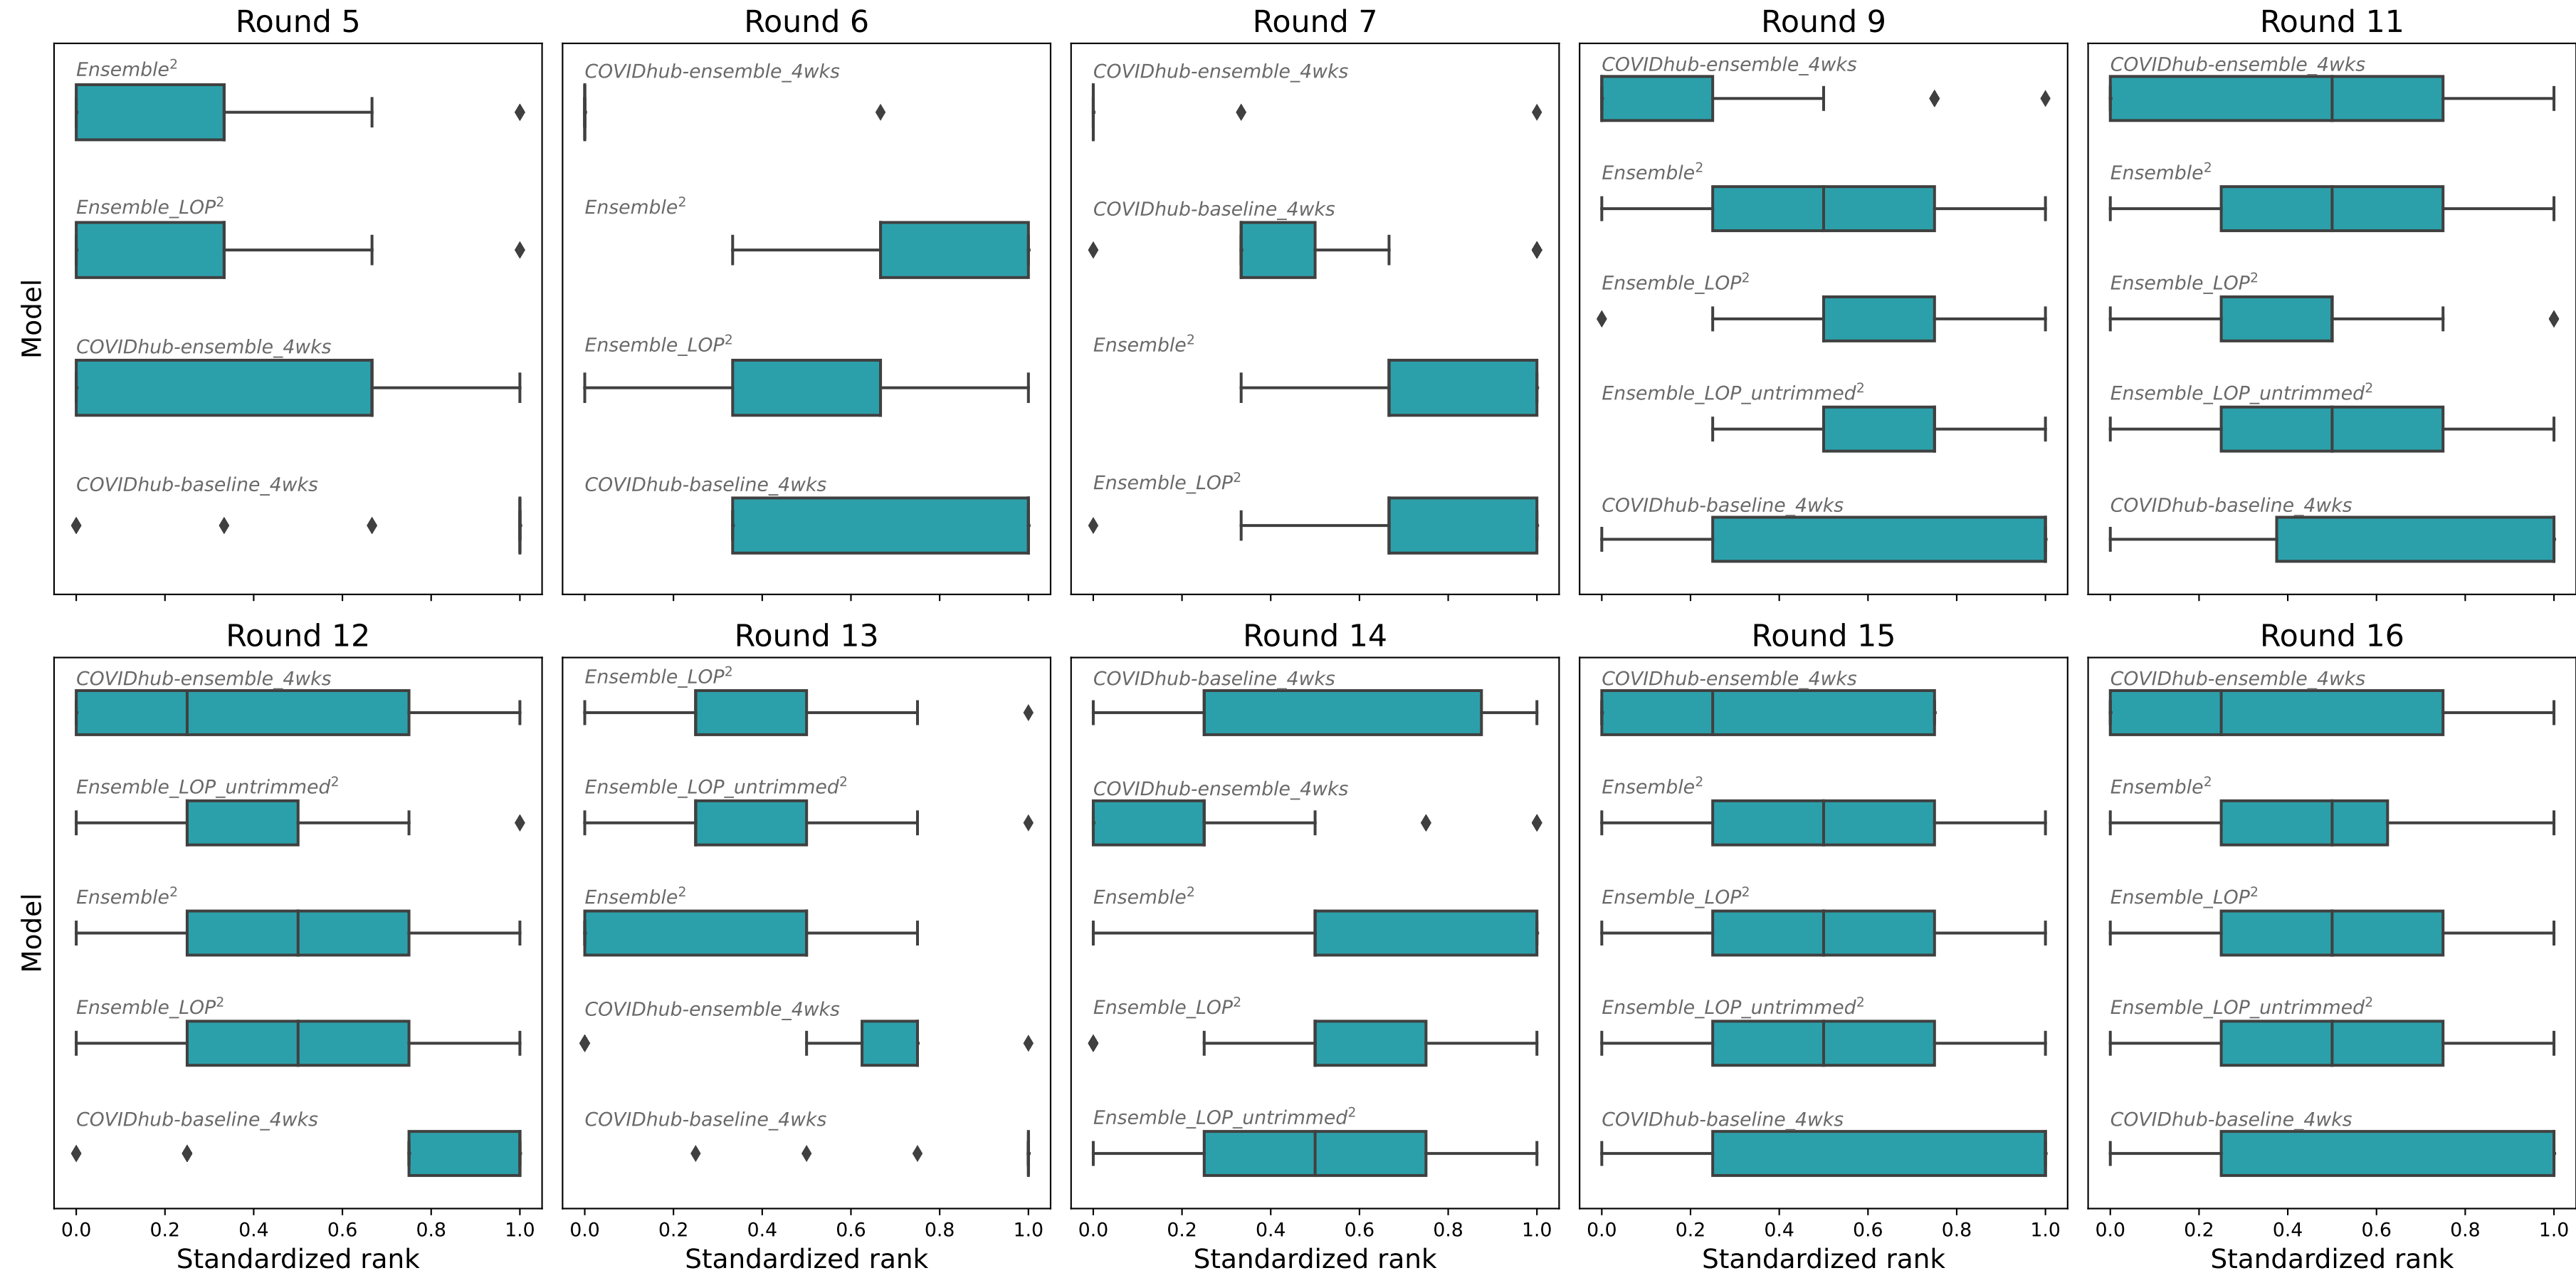 Round 5
Round 6
Round 7
Round 9
Round 11
Model
Ensemble²
Ensemble_LOP²
COVIDhub-ensemble_4wks
COVIDhub-baseline_4wks
COVIDhub-ensemble_4wks
Ensemble²
Ensemble_LOP²
COVIDhub-baseline_4wks
COVIDhub-ensemble_4wks
COVIDhub-baseline_4wks
Ensemble²
Ensemble_LOP²
COVIDhub-ensemble_4wks
Ensemble²
Ensemble_LOP²
Ensemble_LOP_untrimmed²
COVIDhub-baseline_4wks
COVIDhub-ensemble_4wks
Ensemble²
Ensemble_LOP²
Ensemble_LOP_untrimmed²
COVIDhub-baseline_4wks
Round 12
Round 13
Round 14
Round 15
Round 16
Model
COVIDhub-ensemble_4wks
Ensemble_LOP_untrimmed²
Ensemble²
Ensemble_LOP²
COVIDhub-baseline_4wks
0.0 0.2 0.4 0.6 0.8 1.0
Standardized rank
Ensemble_LOP²
Ensemble_LOP_untrimmed²
Ensemble²
COVIDhub-ensemble_4wks
COVIDhub-baseline_4wks
0.0 0.2 0.4 0.6 0.8 1.0
Standardized rank
COVIDhub-baseline_4wks
COVIDhub-ensemble_4wks
Ensemble²
Ensemble_LOP²
Ensemble_LOP_untrimmed²
0.0 0.2 0.4 0.6 0.8 1.0
Standardized rank
COVIDhub-ensemble_4wks
Ensemble²
Ensemble_LOP²
Ensemble_LOP_untrimmed²
COVIDhub-baseline_4wks
0.0 0.2 0.4 0.6 0.8 1.0
Standardized rank
COVIDhub-ensemble_4wks
Ensemble²
Ensemble_LOP²
Ensemble_LOP_untrimmed²
COVIDhub-baseline_4wks
0.0 0.2 0.4 0.6 0.8 1.0
Standardized rank